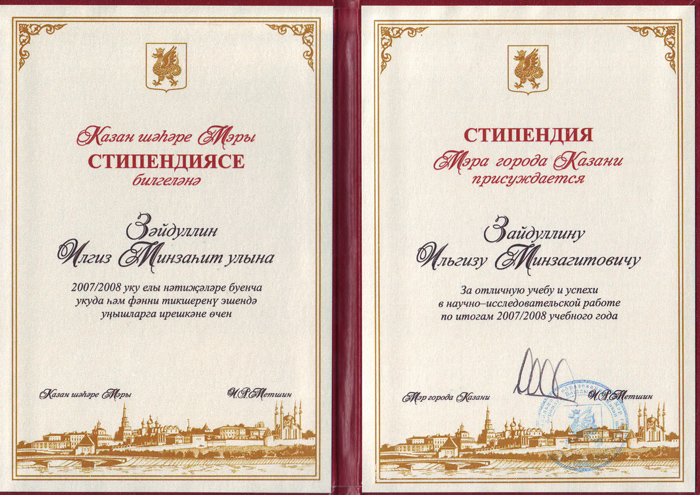 Казан шәһәре Мэры
СТИПЕНДИЯСЕ
билгеләнә
Зәйдуллин
Илгиз Минзаһит улына
2007/2008 уку елы нәтиҗәләре буенча
укуда һәм фәнни тикшеренү эшендә
уңышларга ирешкәне өчен
Казан шәһәре Мэры И.Р.Метшин
СТИПЕНДИЯ
Мэра города Казани
присуждается
Зайдуллину
Ильгизу Минзагитовичу
За отличную учебу и успехи
в научно–исследовательской работе
по итогам 2007/2008 учебного года
Мэр города Казани И.Р.Метшин